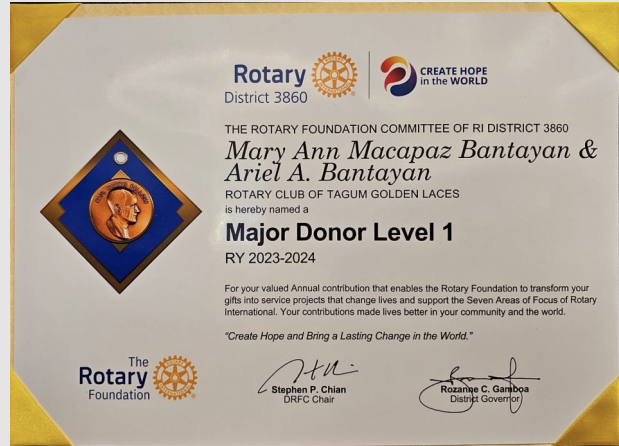 Rotary
District 3860
CREATE HOPE
in the WORLD
THE ROTARY FOUNDATION COMMITTEE OF RI DISTRICT 3860
Mary Ann Macapaz Bantayan &
Ariel A. Bantayan
ROTARY CLUB OF TAGUM GOLDEN LACES
is hereby named a
Major Donor Level 1
RY 2023-2024
For your valued Annual contribution that enables the Rotary Foundation to transform your
gifts into service projects that change lives and support the Seven Areas of Focus of Rotary
International. Your contributions made lives better in your community and the world.
"Create Hope and Bring a Lasting Change in the World."
The
Rotary
Foundation
Stephen P. Chian
DRFC Chair
Rozanne C. Gamboa
District Governor